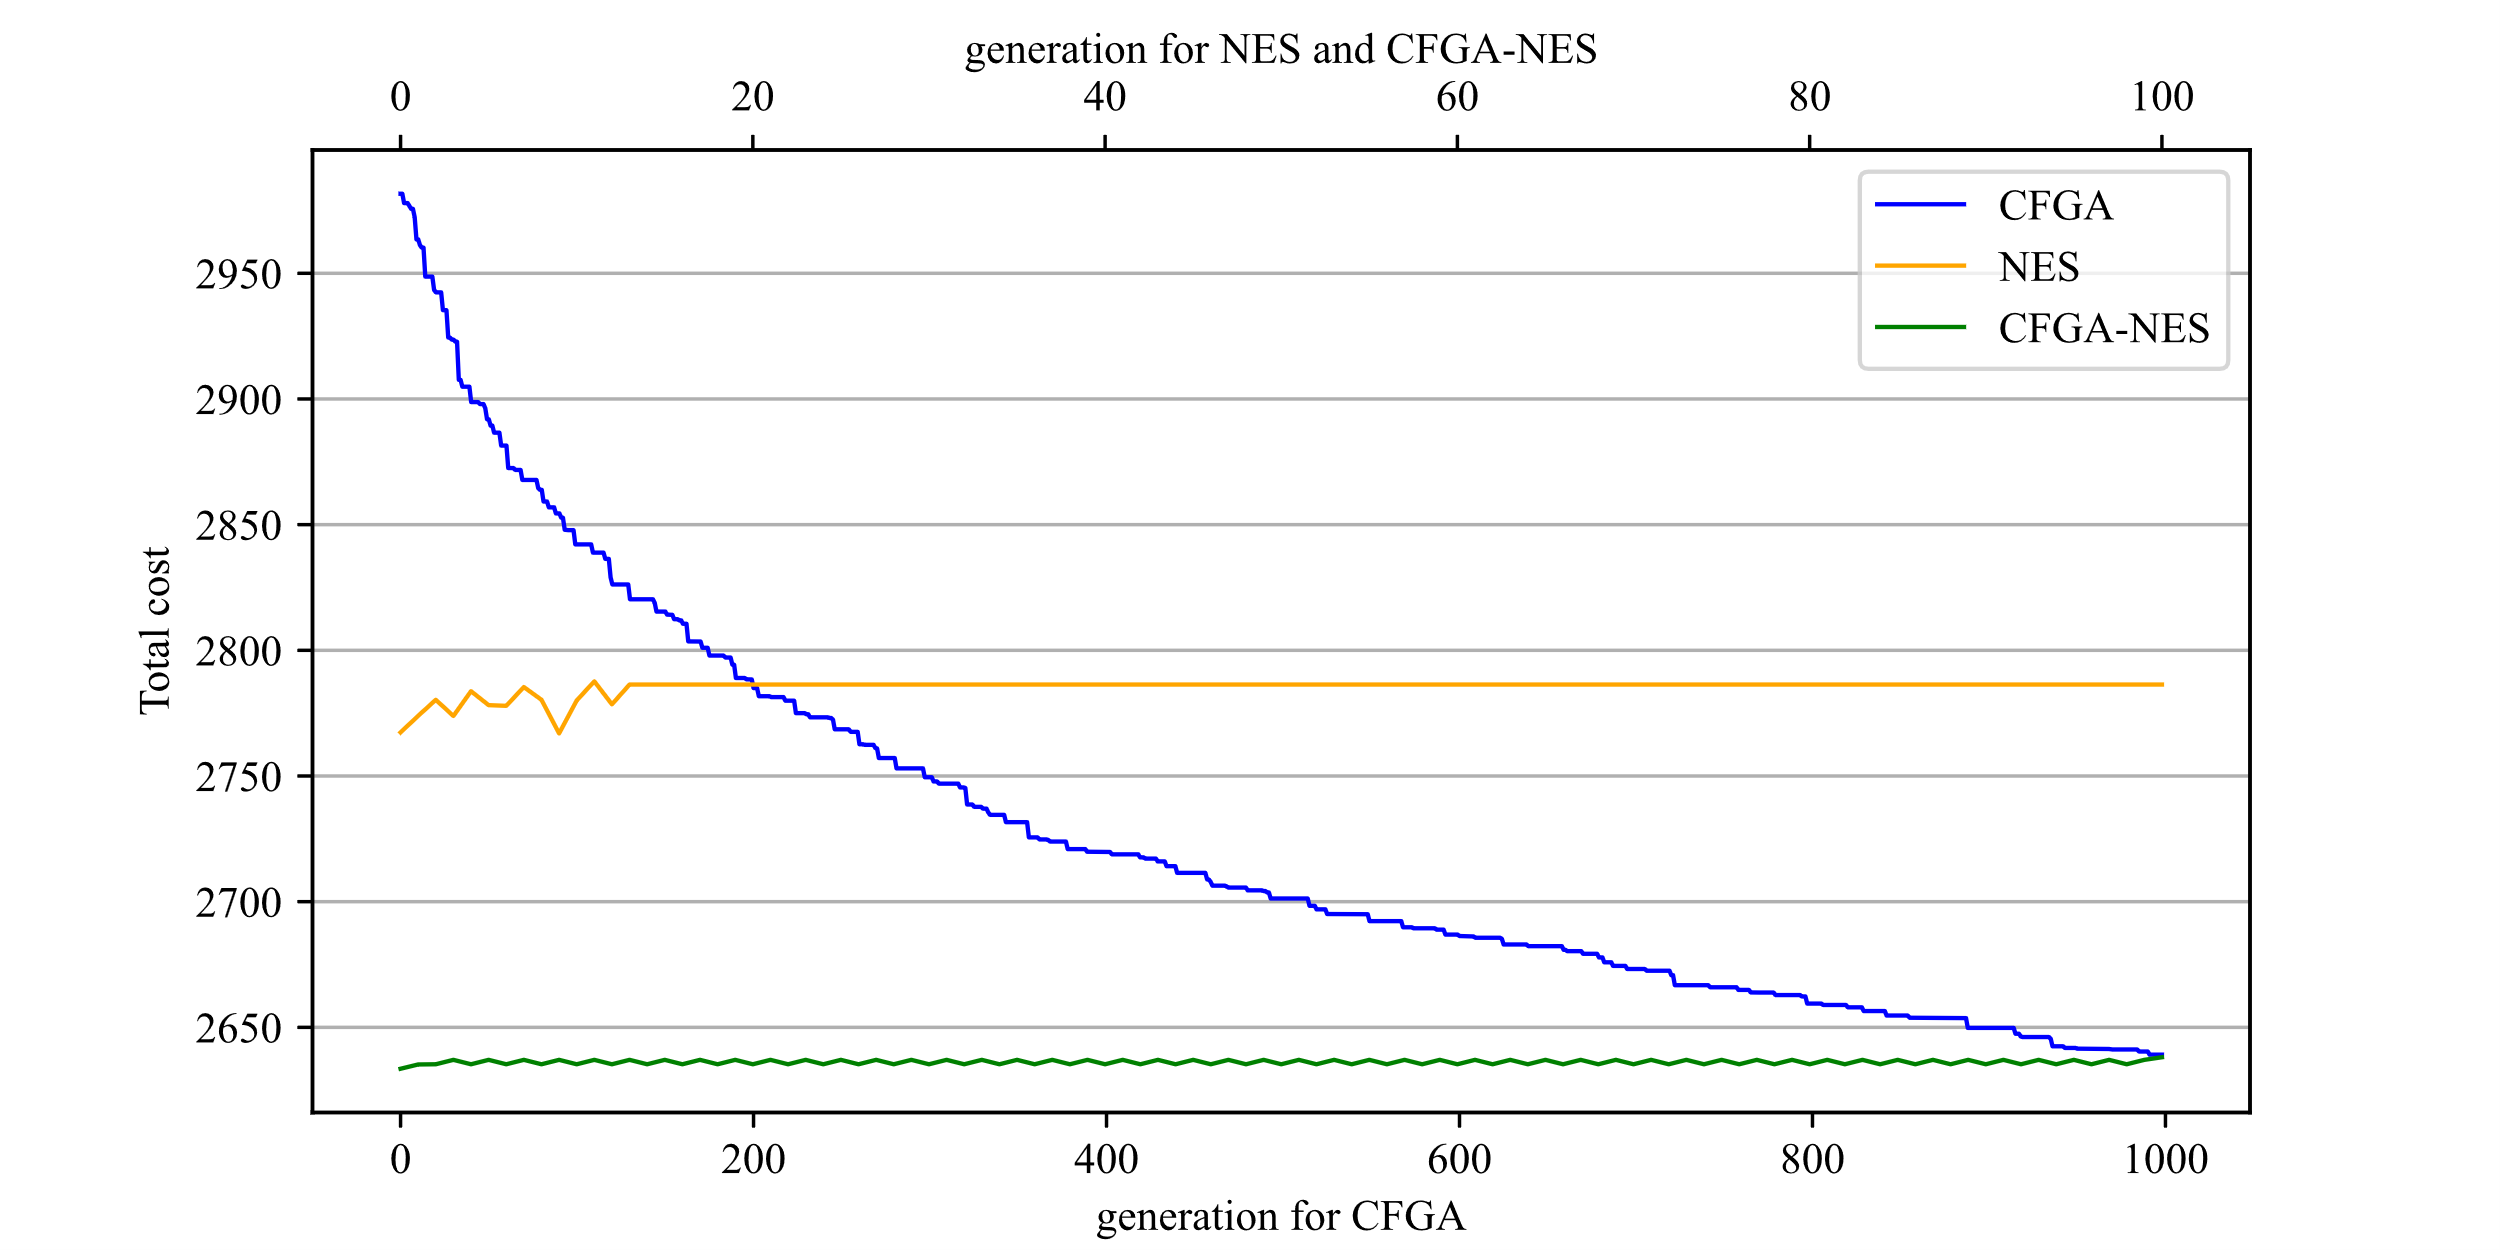 generation for NES and CFGA-NES
0 20 40 60 80 100
CFGA
NES
CFGA-NES
Total cost
2950
2900
2850
2800
2750
2700
2650
0 200 400 600 800 1000
generation for CFGA